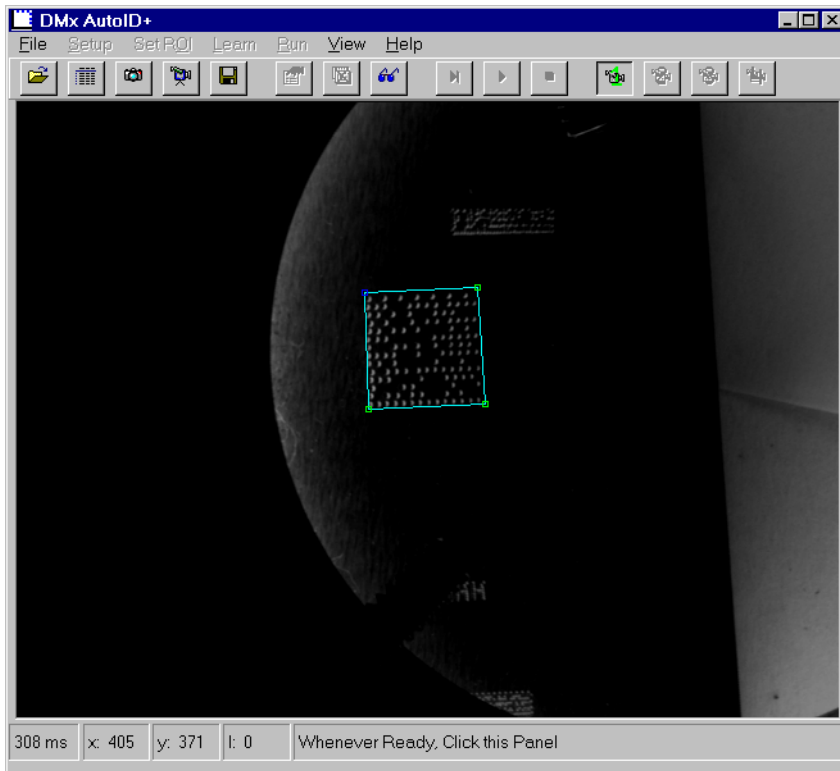 DMx AutoID+
File Setup Set ROI Learn Run View Help
308 ms x: 405 y: 371 I: 0 Whenever Ready, Click this Panel